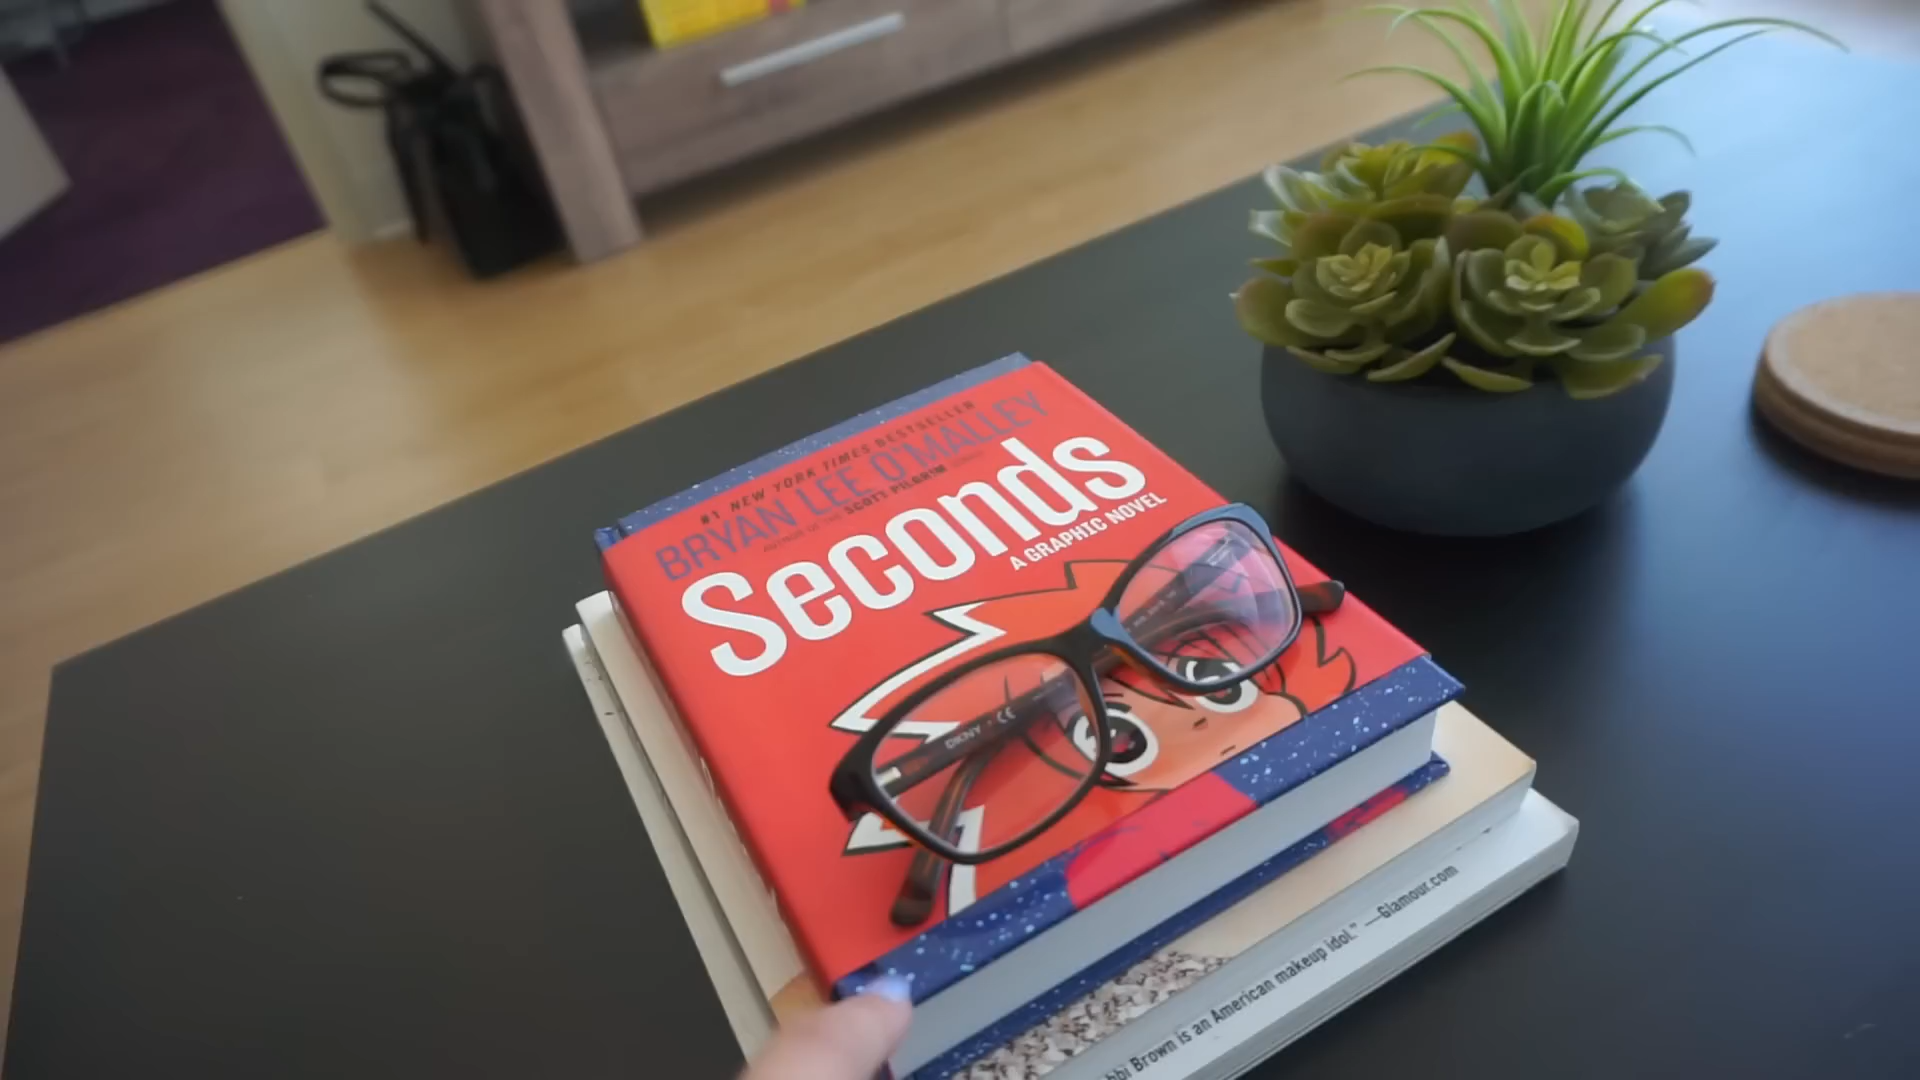 #1 NEW YORK TIMES BESTSELLER
BRYAN LEE O'MALLEY
AUTHOR OF THE SCOTT PILGRIM SERIES
Seconds
A GRAPHIC NOVEL
DKNY CE
bbi Brown is an American makeup idol." —Glamour.com